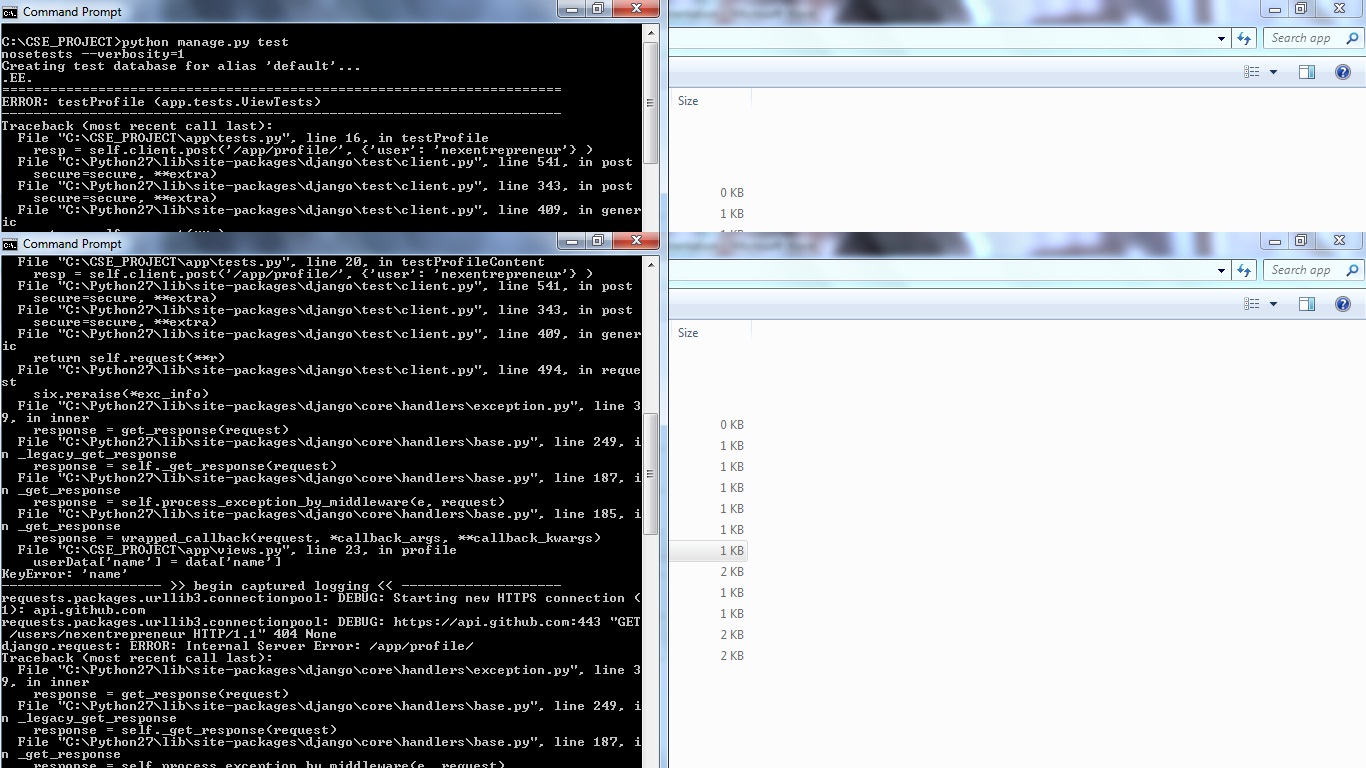 Command Prompt
C:\CSE_PROJECT>python manage.py test
nosetests --verbosity=1
Creating test database for alias 'default'...
.EE.
======================================================================
ERROR: testProfile (app.tests.ViewTests)
----------------------------------------------------------------------
Traceback (most recent call last):
  File "C:\CSE_PROJECT\app\tests.py", line 16, in testProfile
    resp = self.client.post('/app/profile/', {'user': 'nexentrepreneur'} )
  File "C:\Python27\lib\site-packages\django\test\client.py", line 541, in post
    secure=secure, **extra)
  File "C:\Python27\lib\site-packages\django\test\client.py", line 343, in post
    secure=secure, **extra)
  File "C:\Python27\lib\site-packages\django\test\client.py", line 409, in gener
ic
Search app
Size
0 KB
1 KB
Command Prompt
  File "C:\CSE_PROJECT\app\tests.py", line 20, in testProfileContent
    resp = self.client.post('/app/profile/', {'user': 'nexentrepreneur'} )
  File "C:\Python27\lib\site-packages\django\test\client.py", line 541, in post
    secure=secure, **extra)
  File "C:\Python27\lib\site-packages\django\test\client.py", line 343, in post
    secure=secure, **extra)
  File "C:\Python27\lib\site-packages\django\test\client.py", line 409, in gener
ic
    return self.request(**r)
  File "C:\Python27\lib\site-packages\django\test\client.py", line 494, in reque
st
    six.reraise(*exc_info)
  File "C:\Python27\lib\site-packages\django\core\handlers\exception.py", line 3
9, in inner
    response = get_response(request)
  File "C:\Python27\lib\site-packages\django\core\handlers\base.py", line 249, i
n _legacy_get_response
    response = self._get_response(request)
  File "C:\Python27\lib\site-packages\django\core\handlers\base.py", line 187, i
n _get_response
    response = self.process_exception_by_middleware(e, request)
  File "C:\Python27\lib\site-packages\django\core\handlers\base.py", line 185, i
n _get_response
    response = wrapped_callback(request, *callback_args, **callback_kwargs)
  File "C:\CSE_PROJECT\app\views.py", line 23, in profile
    userData['name'] = data['name']
KeyError: 'name'
-------------------- >> begin captured logging << --------------------
requests.packages.urllib3.connectionpool: DEBUG: Starting new HTTPS connection (
1): api.github.com
requests.packages.urllib3.connectionpool: DEBUG: https://api.github.com:443 "GET
 /users/nexentrepreneur HTTP/1.1" 404 None
django.request: ERROR: Internal Server Error: /app/profile/
Traceback (most recent call last):
  File "C:\Python27\lib\site-packages\django\core\handlers\exception.py", line 3
9, in inner
    response = get_response(request)
  File "C:\Python27\lib\site-packages\django\core\handlers\base.py", line 249, i
n _legacy_get_response
    response = self._get_response(request)
  File "C:\Python27\lib\site-packages\django\core\handlers\base.py", line 187, i
n _get_response
    response = self.process_exception_by_middleware(e, request)
Search app
Size
0 KB
1 KB
1 KB
1 KB
1 KB
1 KB
1 KB
2 KB
1 KB
1 KB
2 KB
2 KB